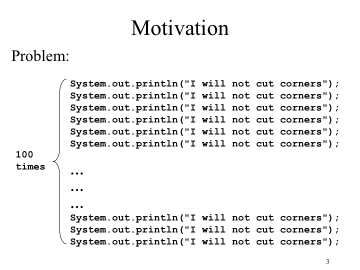 Motivation
Problem:
System.out.println("I will not cut corners");
System.out.println("I will not cut corners");
System.out.println("I will not cut corners");
System.out.println("I will not cut corners");
System.out.println("I will not cut corners");
System.out.println("I will not cut corners");
100
times
...
...
...
System.out.println("I will not cut corners");
System.out.println("I will not cut corners");
System.out.println("I will not cut corners");
3